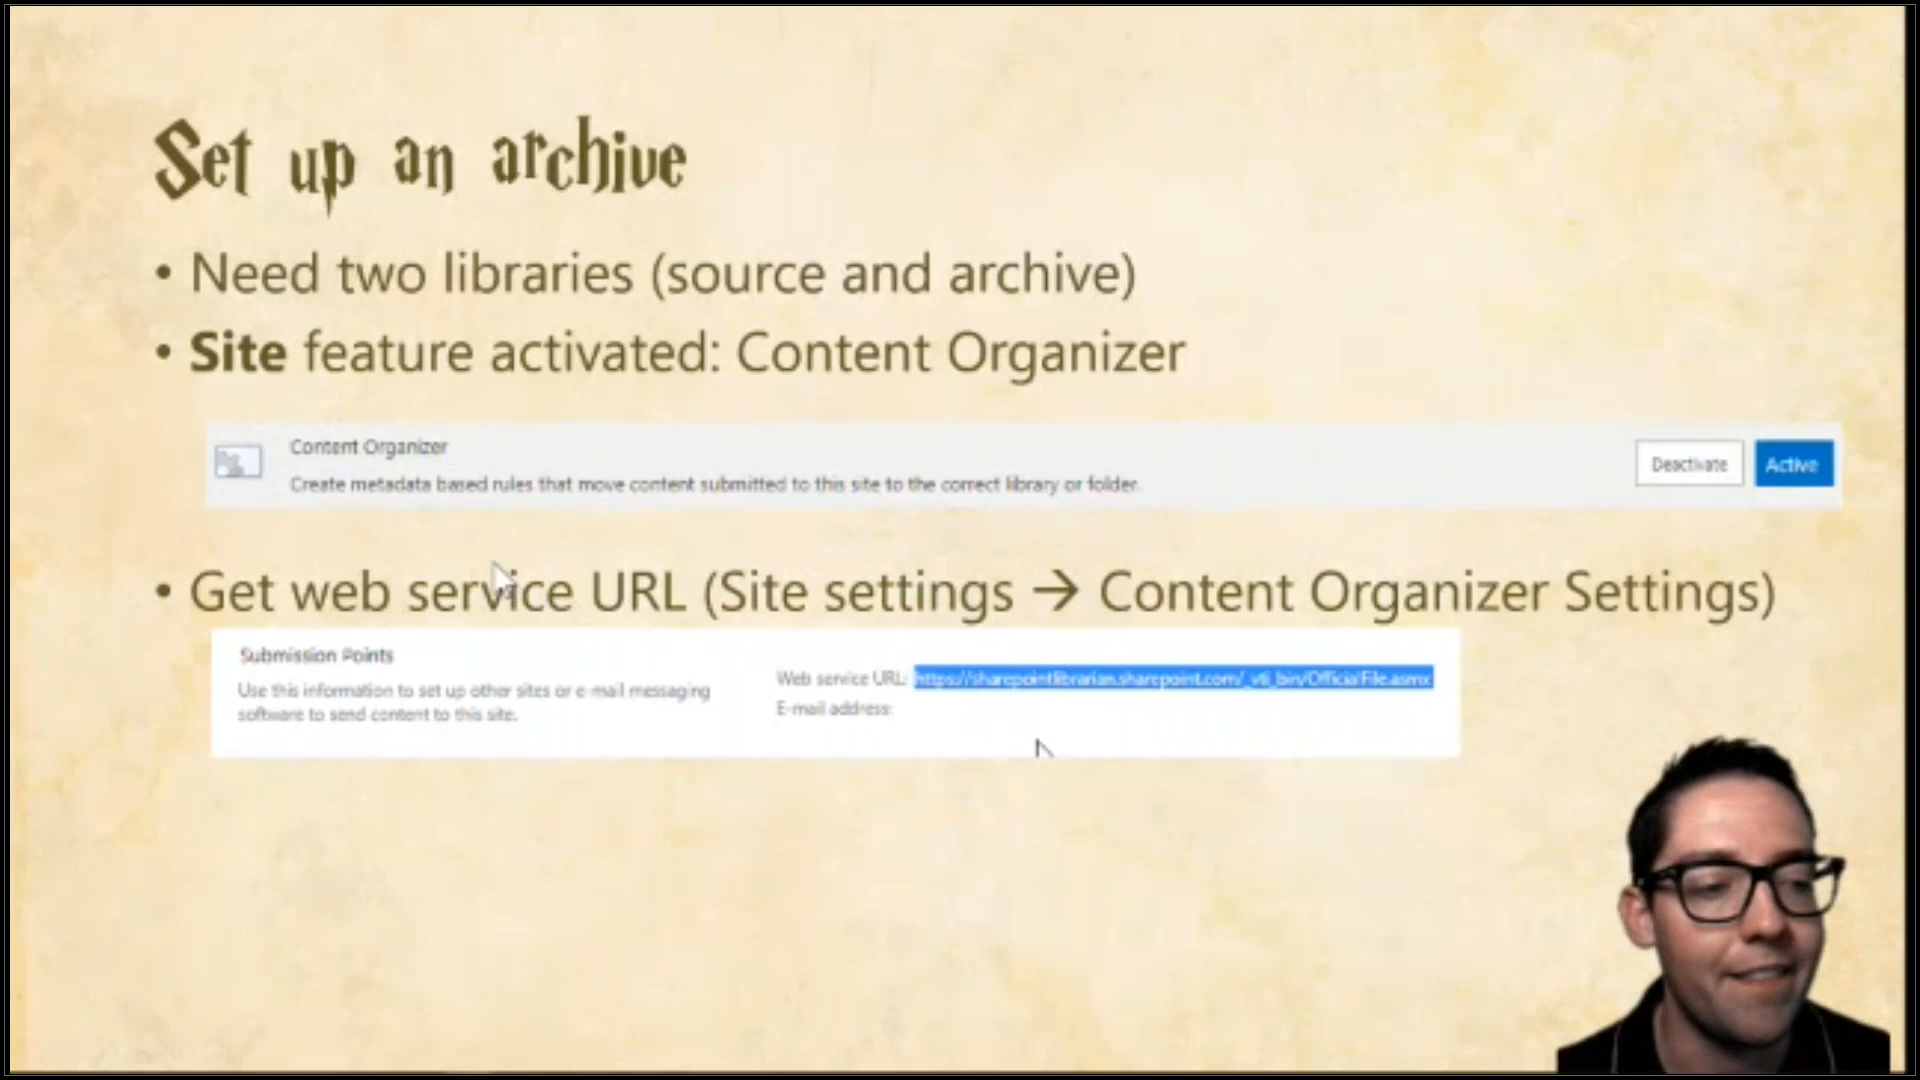 Set up an archive
• Need two libraries (source and archive)
• Site feature activated: Content Organizer
Content Organizer
Create metadata based rules that move content submitted to this site to the correct library or folder.
Deactivate
Active
• Get web service URL (Site settings → Content Organizer Settings)
Submission Points
Use this information to set up other sites or e-mail messaging
software to send content to this site.
Web service URL: https://sharepointlibrarian.sharepoint.com/_vti_bin/OfficialFile.asmx
E-mail address: